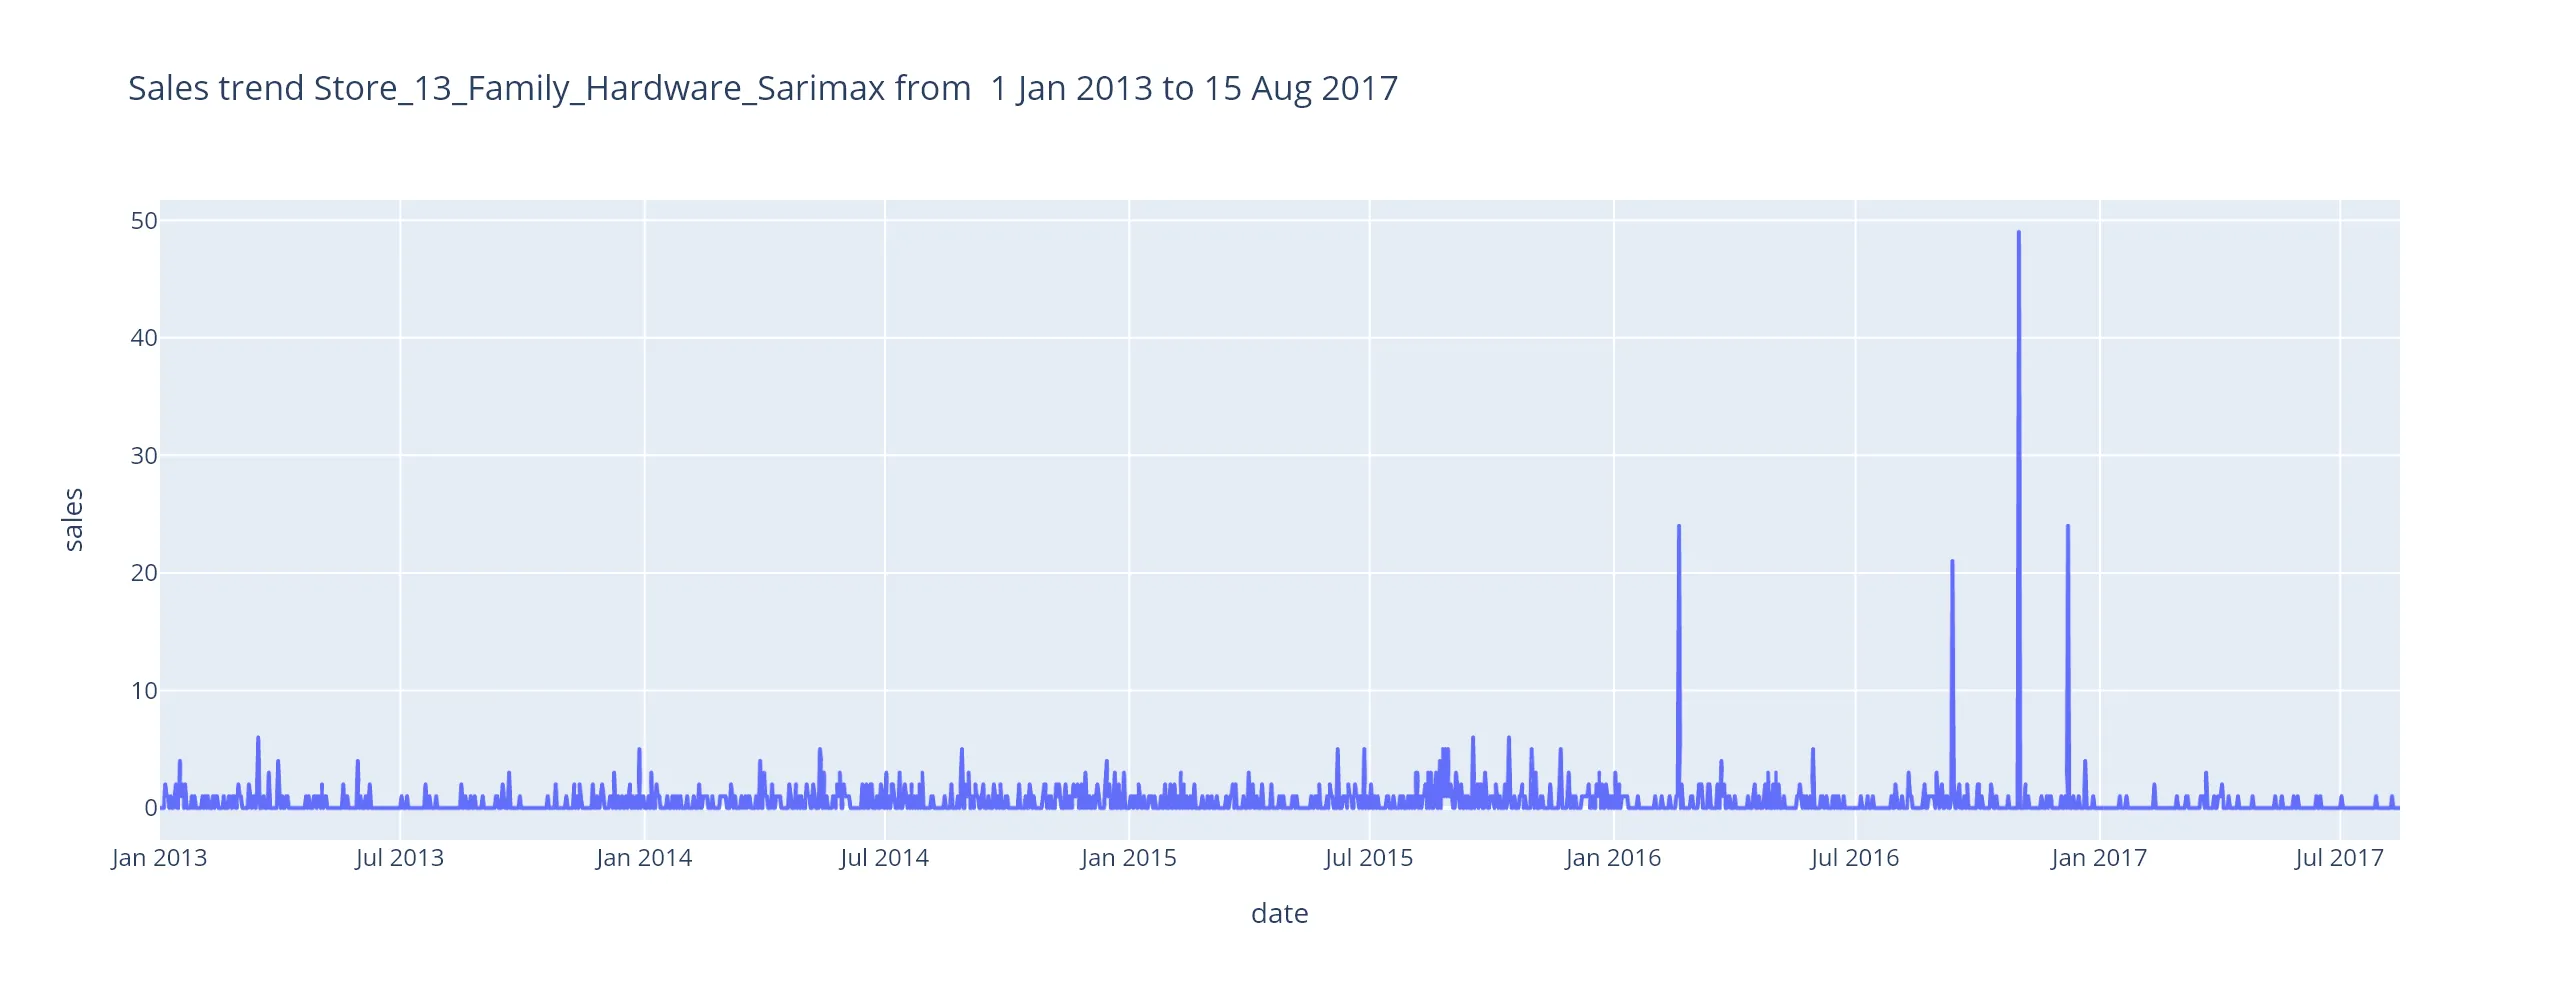 Sales trend Store_13_Family_Hardware_Sarimax from  1 Jan 2013 to 15 Aug 2017
50
40
30
20
10
0
sales
Jan 2013 Jul 2013 Jan 2014 Jul 2014 Jan 2015 Jul 2015 Jan 2016 Jul 2016 Jan 2017 Jul 2017
date